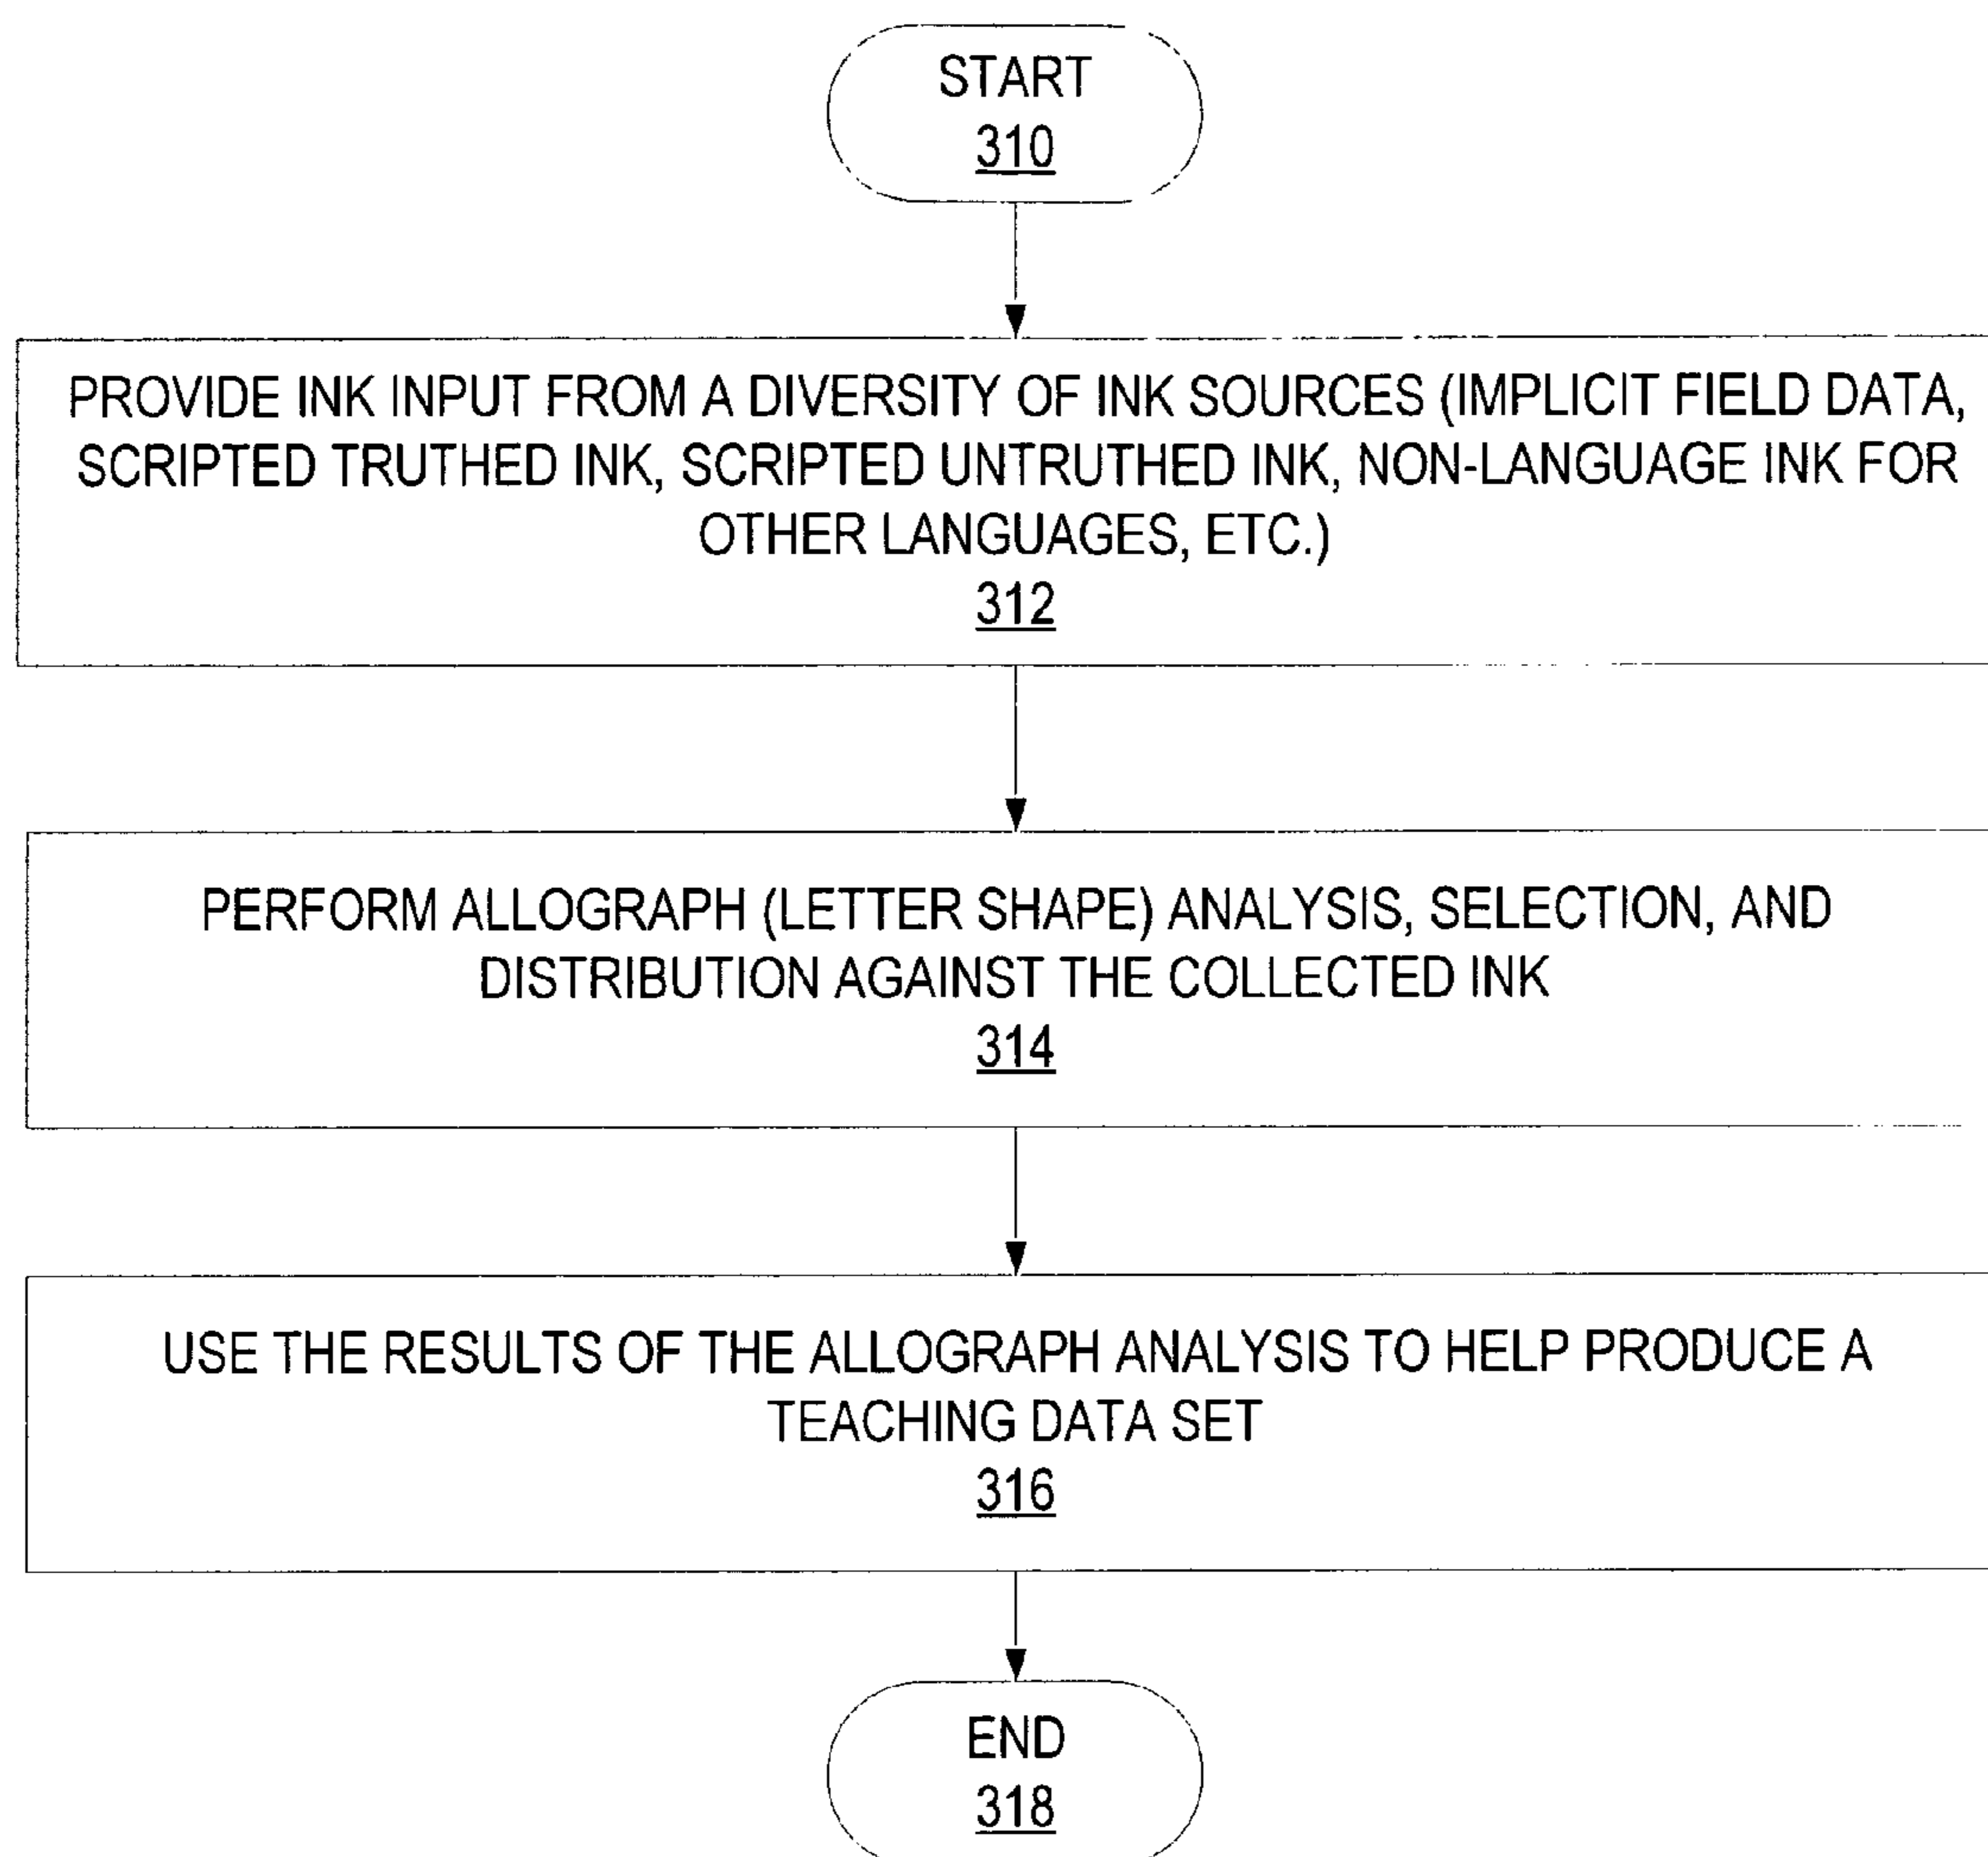 START
310
PROVIDE INK INPUT FROM A DIVERSITY OF INK SOURCES (IMPLICIT FIELD DATA,
SCRIPTED TRUTHED INK, SCRIPTED UNTRUTHED INK, NON-LANGUAGE INK FOR
OTHER LANGUAGES, ETC.)
312
PERFORM ALLOGRAPH (LETTER SHAPE) ANALYSIS, SELECTION, AND
DISTRIBUTION AGAINST THE COLLECTED INK
314
USE THE RESULTS OF THE ALLOGRAPH ANALYSIS TO HELP PRODUCE A
TEACHING DATA SET
316
END
318